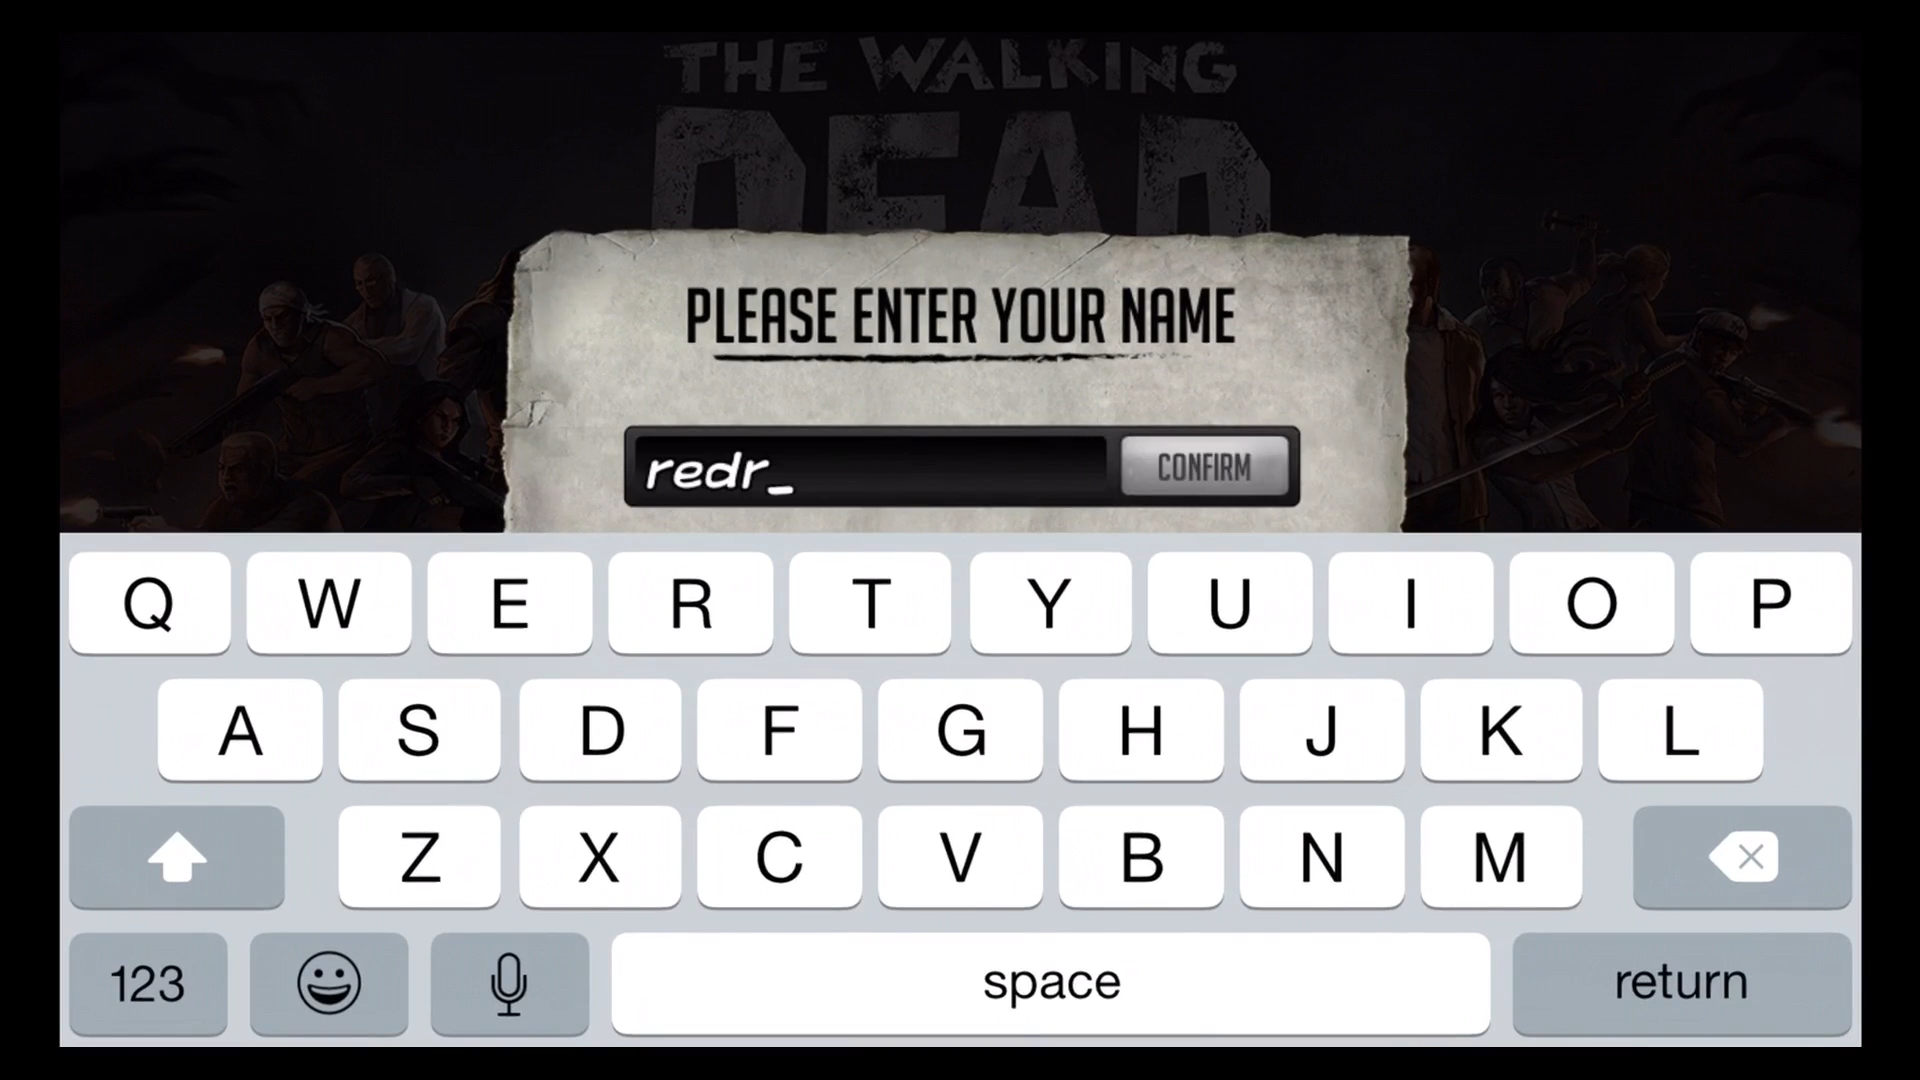 THE WALKING
DEAD
PLEASE ENTER YOUR NAME
redr_
CONFIRM
Q W E R T Y U I O P
A S D F G H J K L
Z X C V B N M
123 space return